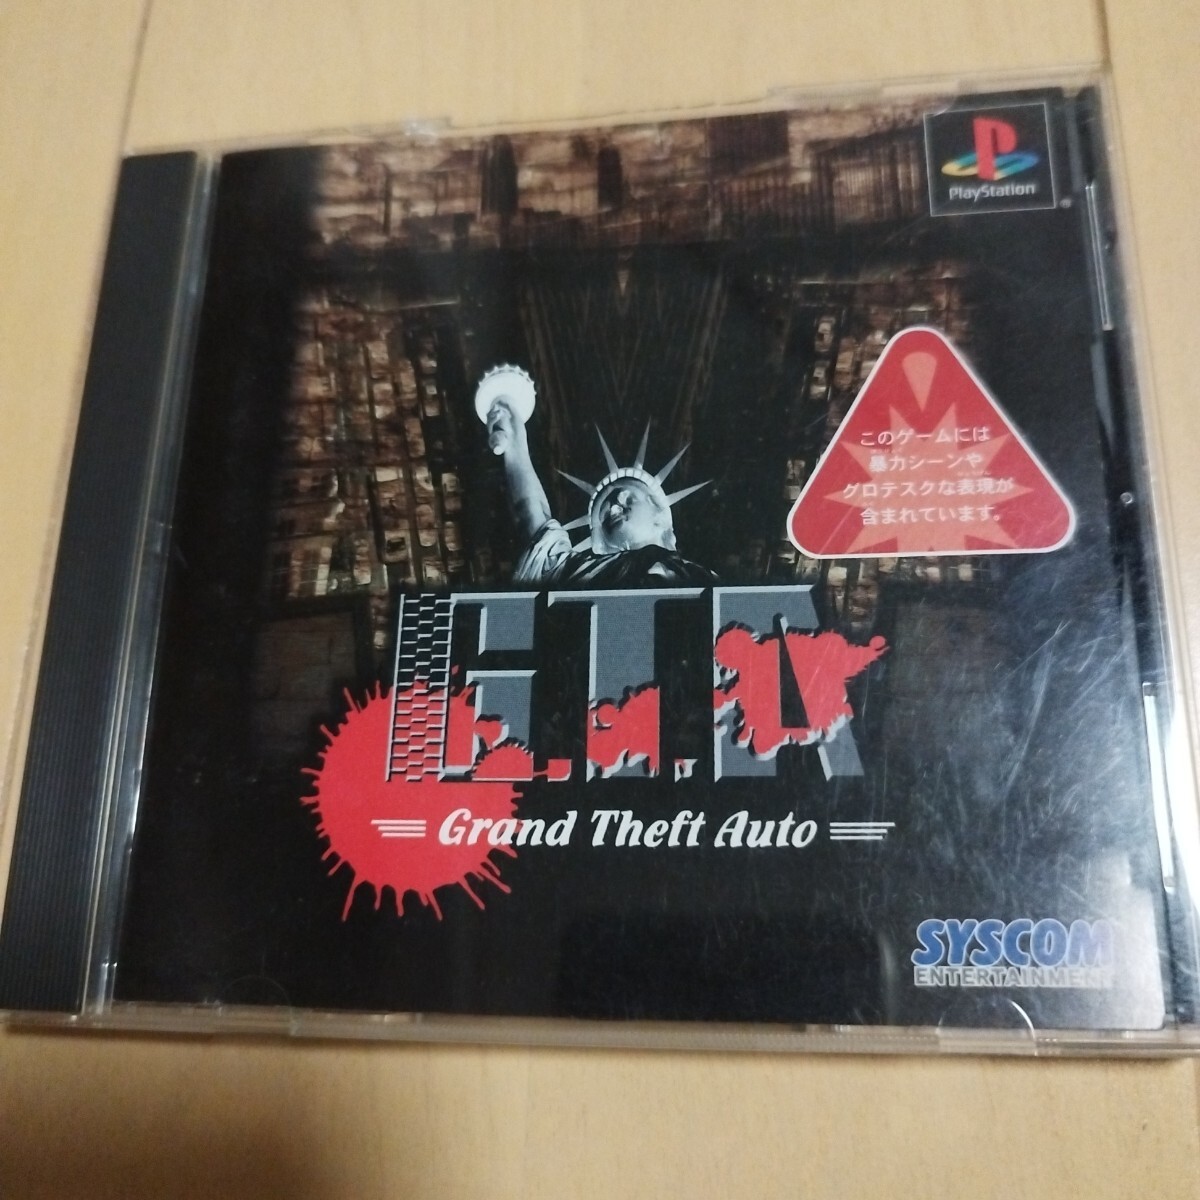 PlayStation
®
このゲームには
暴力シーンや
グロテスクな表現が
含まれています。
G.T.A
Grand Theft Auto
SYSCOM
ENTERTAINMENT